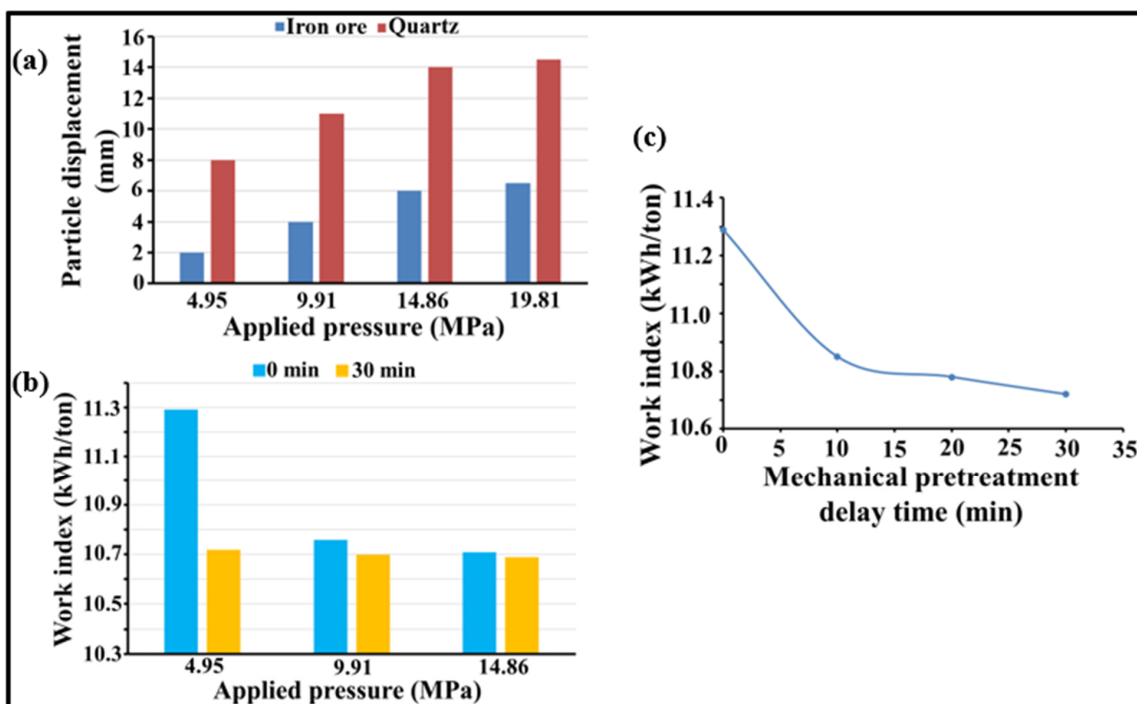 (a)
Iron ore Quartz
Particle displacement
(mm)
16
14
12
10
8
6
4
2
0
4.95 9.91 14.86 19.81
Applied pressure (MPa)
(b)
0 min 30 min
Work index (kWh/ton)
11.3
11.1
10.9
10.7
10.5
10.3
4.95 9.91 14.86
Applied pressure (MPa)
(c)
Work index (kWh/ton)
11.4
11.2
11.0
10.8
10.6
0 5 10 15 20 25 30 35
Mechanical pretreatment
delay time (min)